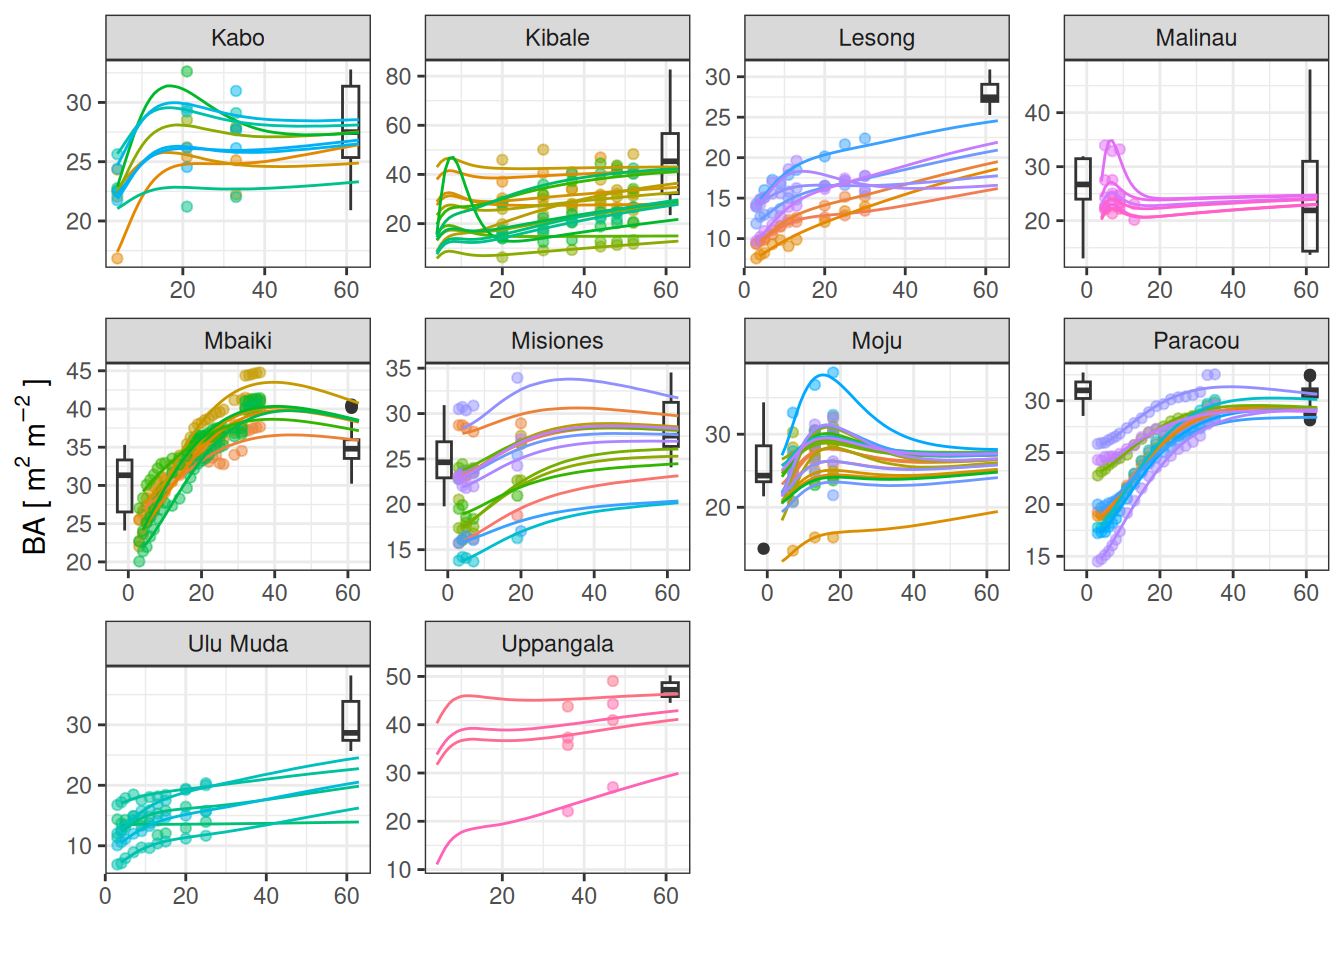 Kabo Kibale Lesong Malinau
30 25 20
80 60 40 20
30 25 20 15 10
40 30 20
20 40 60
20 40 60
0 20 40 60
0 20 40 60
Mbaiki Misiones Moju Paracou
45 40 35 30 25 20
35 30 25 20 15
30 20
30 25 20 15
0 20 40 60
0 20 40 60
0 20 40 60
0 20 40 60
BA [ m² m⁻² ]
Ulu Muda Uppangala
30 20 10
50 40 30 20 10
0 20 40 60
20 40 60